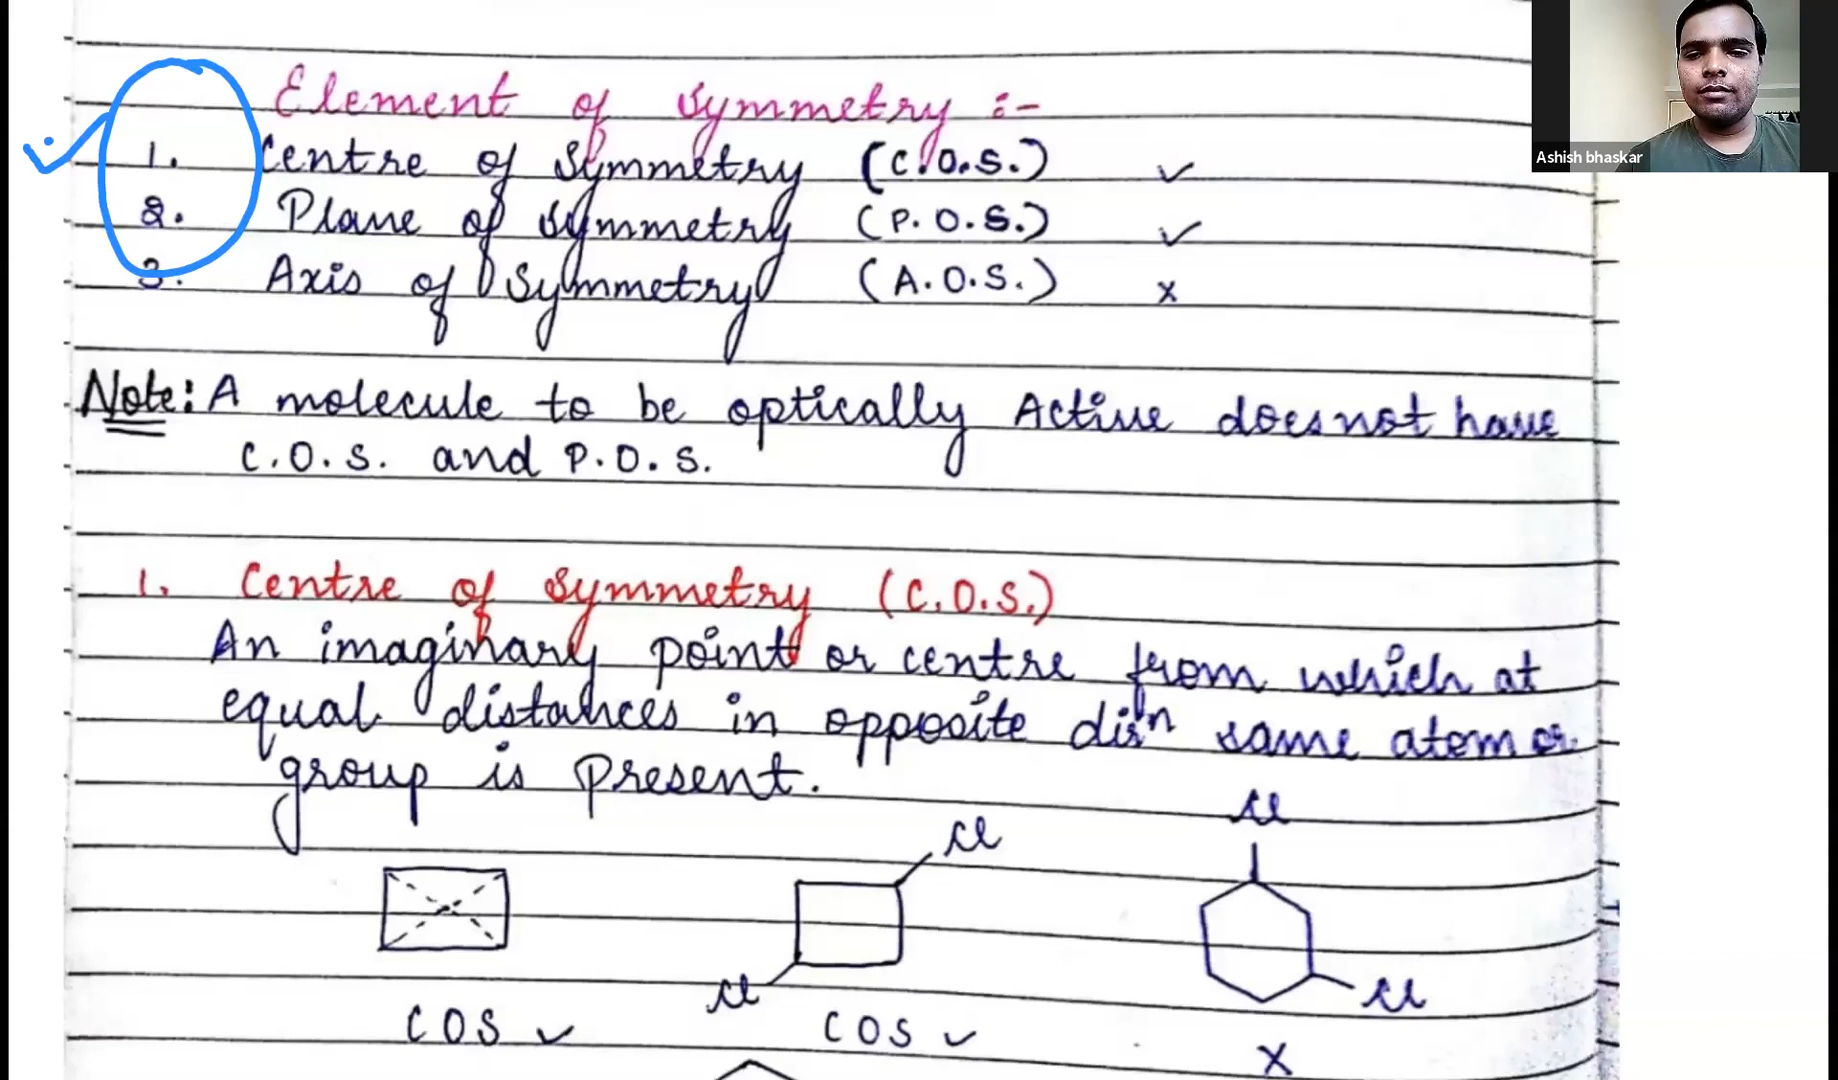 Element of Symmetry :-
1. Centre of Symmetry (C.O.S.) ✓
2. Plane of Symmetry (P.O.S.) ✓
3. Axis of Symmetry (A.O.S.) x
Note: A molecule to be optically Active doesnot have
C.O.S. and P.O.S.
1. Centre of Symmetry (C.O.S.)
An imaginary point or centre from which at
equal distances in opposite dirn same atom or
group is present.
Cl
Cl
Cl
Cl
COS ✓
COS ✓
X
Ashish bhaskar